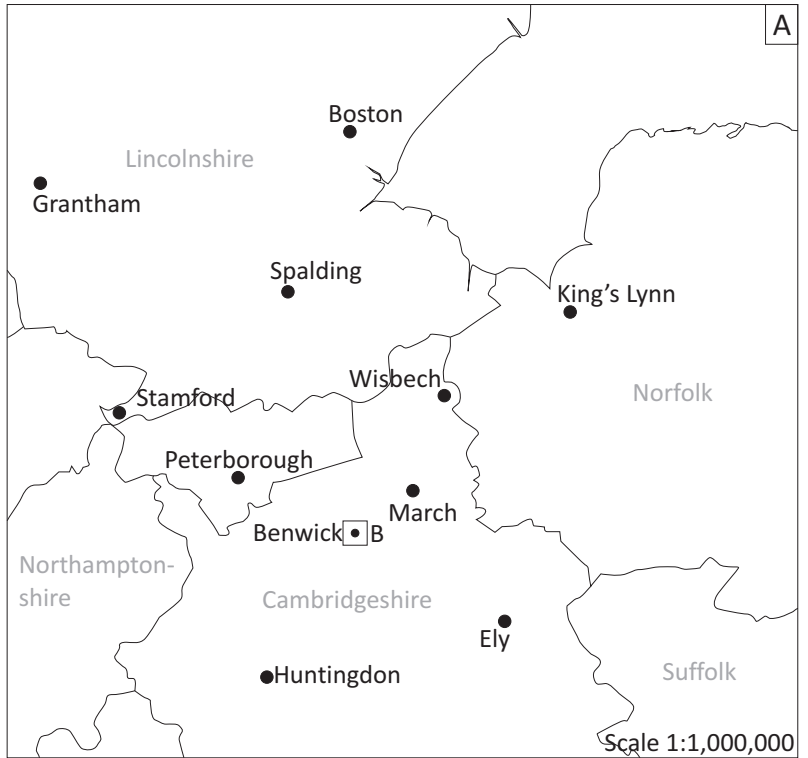 A
Boston
Lincolnshire
Grantham
Spalding
King's Lynn
Wisbech
Norfolk
Stamford
Peterborough
March
Benwick B
Northampton-
shire
Cambridgeshire
Ely
Suffolk
Huntingdon
Scale 1:1,000,000